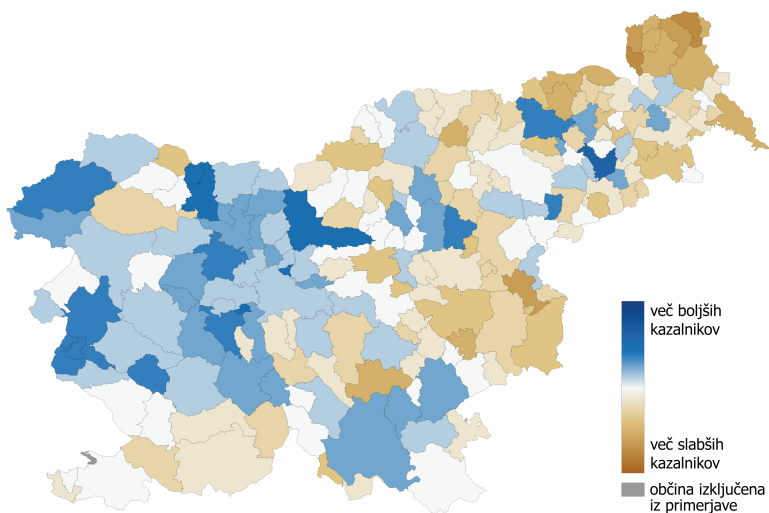 več boljših
kazalnikov
več slabših
kazalnikov
občina izključena
iz primerjave